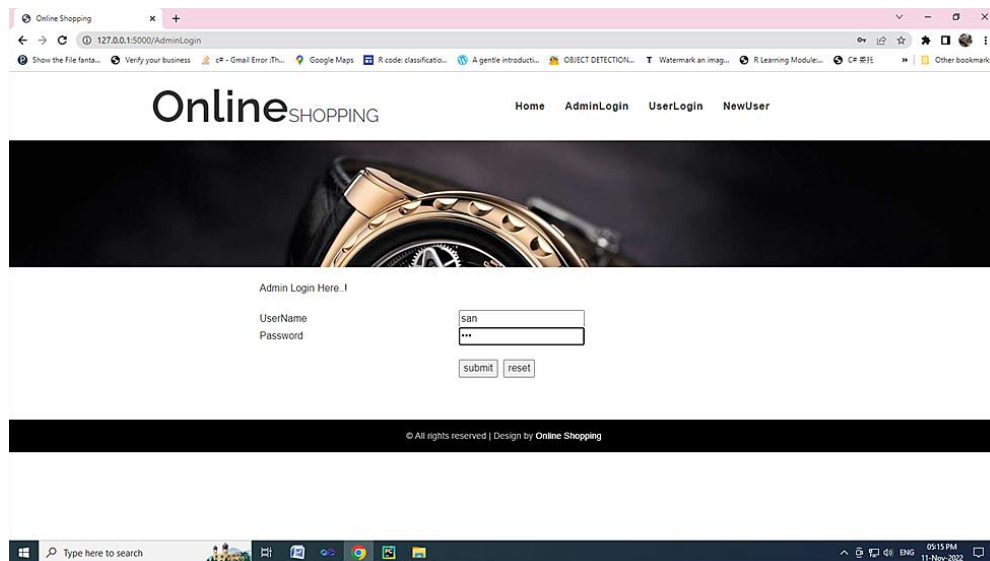 Online Shopping
127.0.0.1:5000/AdminLogin
Show the File fanta... Verify your business c# - Gmail Error :Th... Google Maps R code: classificatio... A gentle introducti... OBJECT DETECTION... Watermark an imag... R Learning Module:... C# 委托 » Other bookmark
Online SHOPPING Home AdminLogin UserLogin NewUser
Admin Login Here..!
UserName san
Password •••
submit reset
© All rights reserved | Design by Online Shopping
Type here to search ENG 05:15 PM
11-Nov-2022